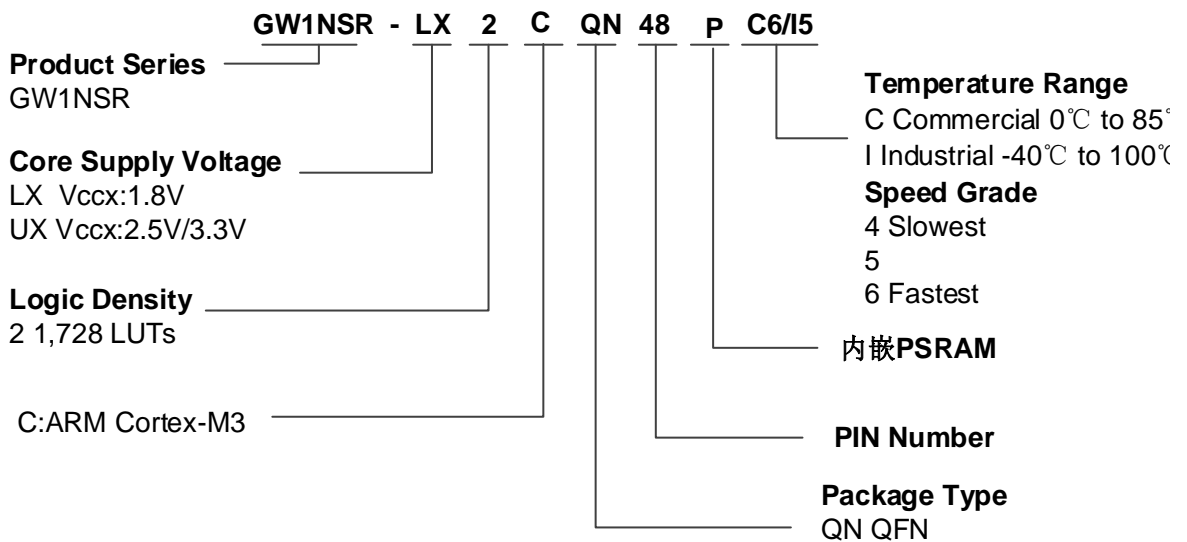 GW1NSR - LX 2 C QN 48 P C6/I5
Product Series
GW1NSR
Core Supply Voltage
LX Vccx:1.8V
UX Vccx:2.5V/3.3V
Logic Density
2 1,728 LUTs
C:ARM Cortex-M3
Temperature Range
C Commercial 0℃ to 85°
I Industrial -40℃ to 100℃
Speed Grade
4 Slowest
5
6 Fastest
内嵌PSRAM
PIN Number
Package Type
QN QFN